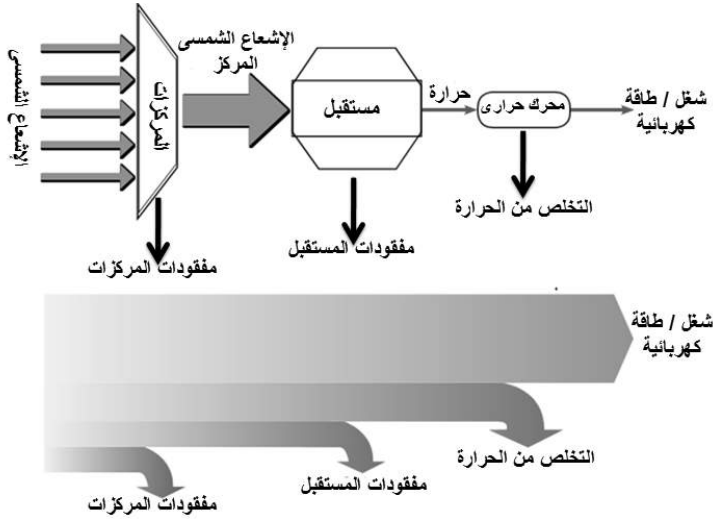 الإشعاع الشمسى
المركزات
الإشعاع الشمسى
المركز
مستقبل
حرارة
محرك حرارى
شغل / طاقة
كهربائية
مفقودات المركزات
مفقودات المستقبل
التخلص من الحرارة
شغل / طاقة
كهربائية
التخلص من الحرارة
مفقودات المستقبل
مفقودات المركزات